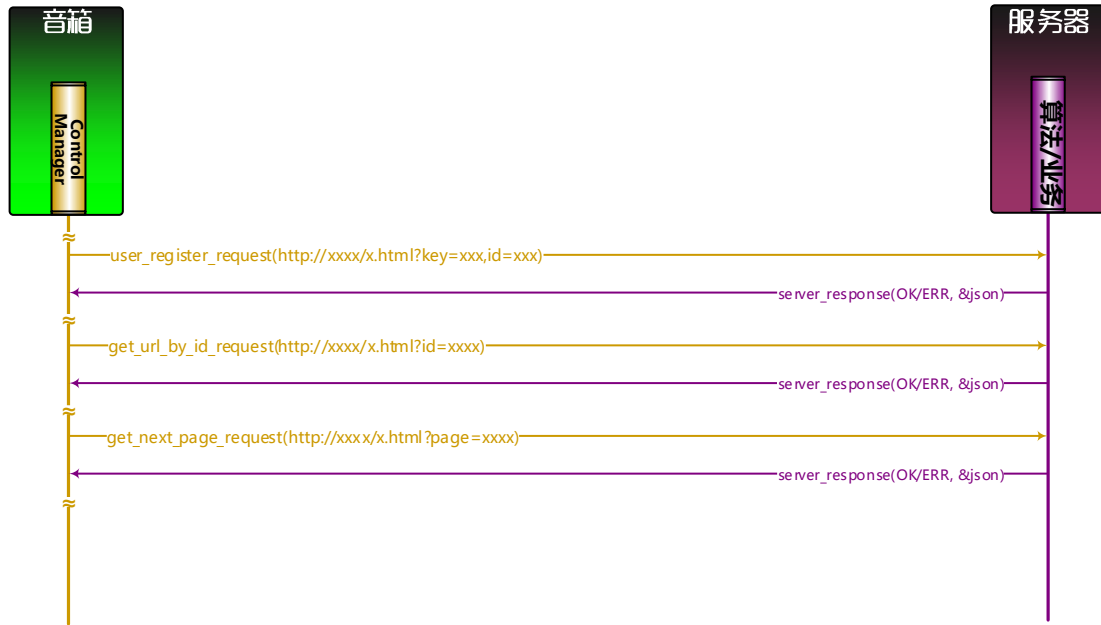 音箱
服务器
Control
Manager
算法/业务
user_register_request(http://xxxx/x.html?key=xxx,id=xxx)
server_response(OK/ERR, &json)
get_url_by_id_request(http://xxxx/x.html?id=xxxx)
server_response(OK/ERR, &json)
get_next_page_request(http://xxxx/x.html?page=xxxx)
server_response(OK/ERR, &json)